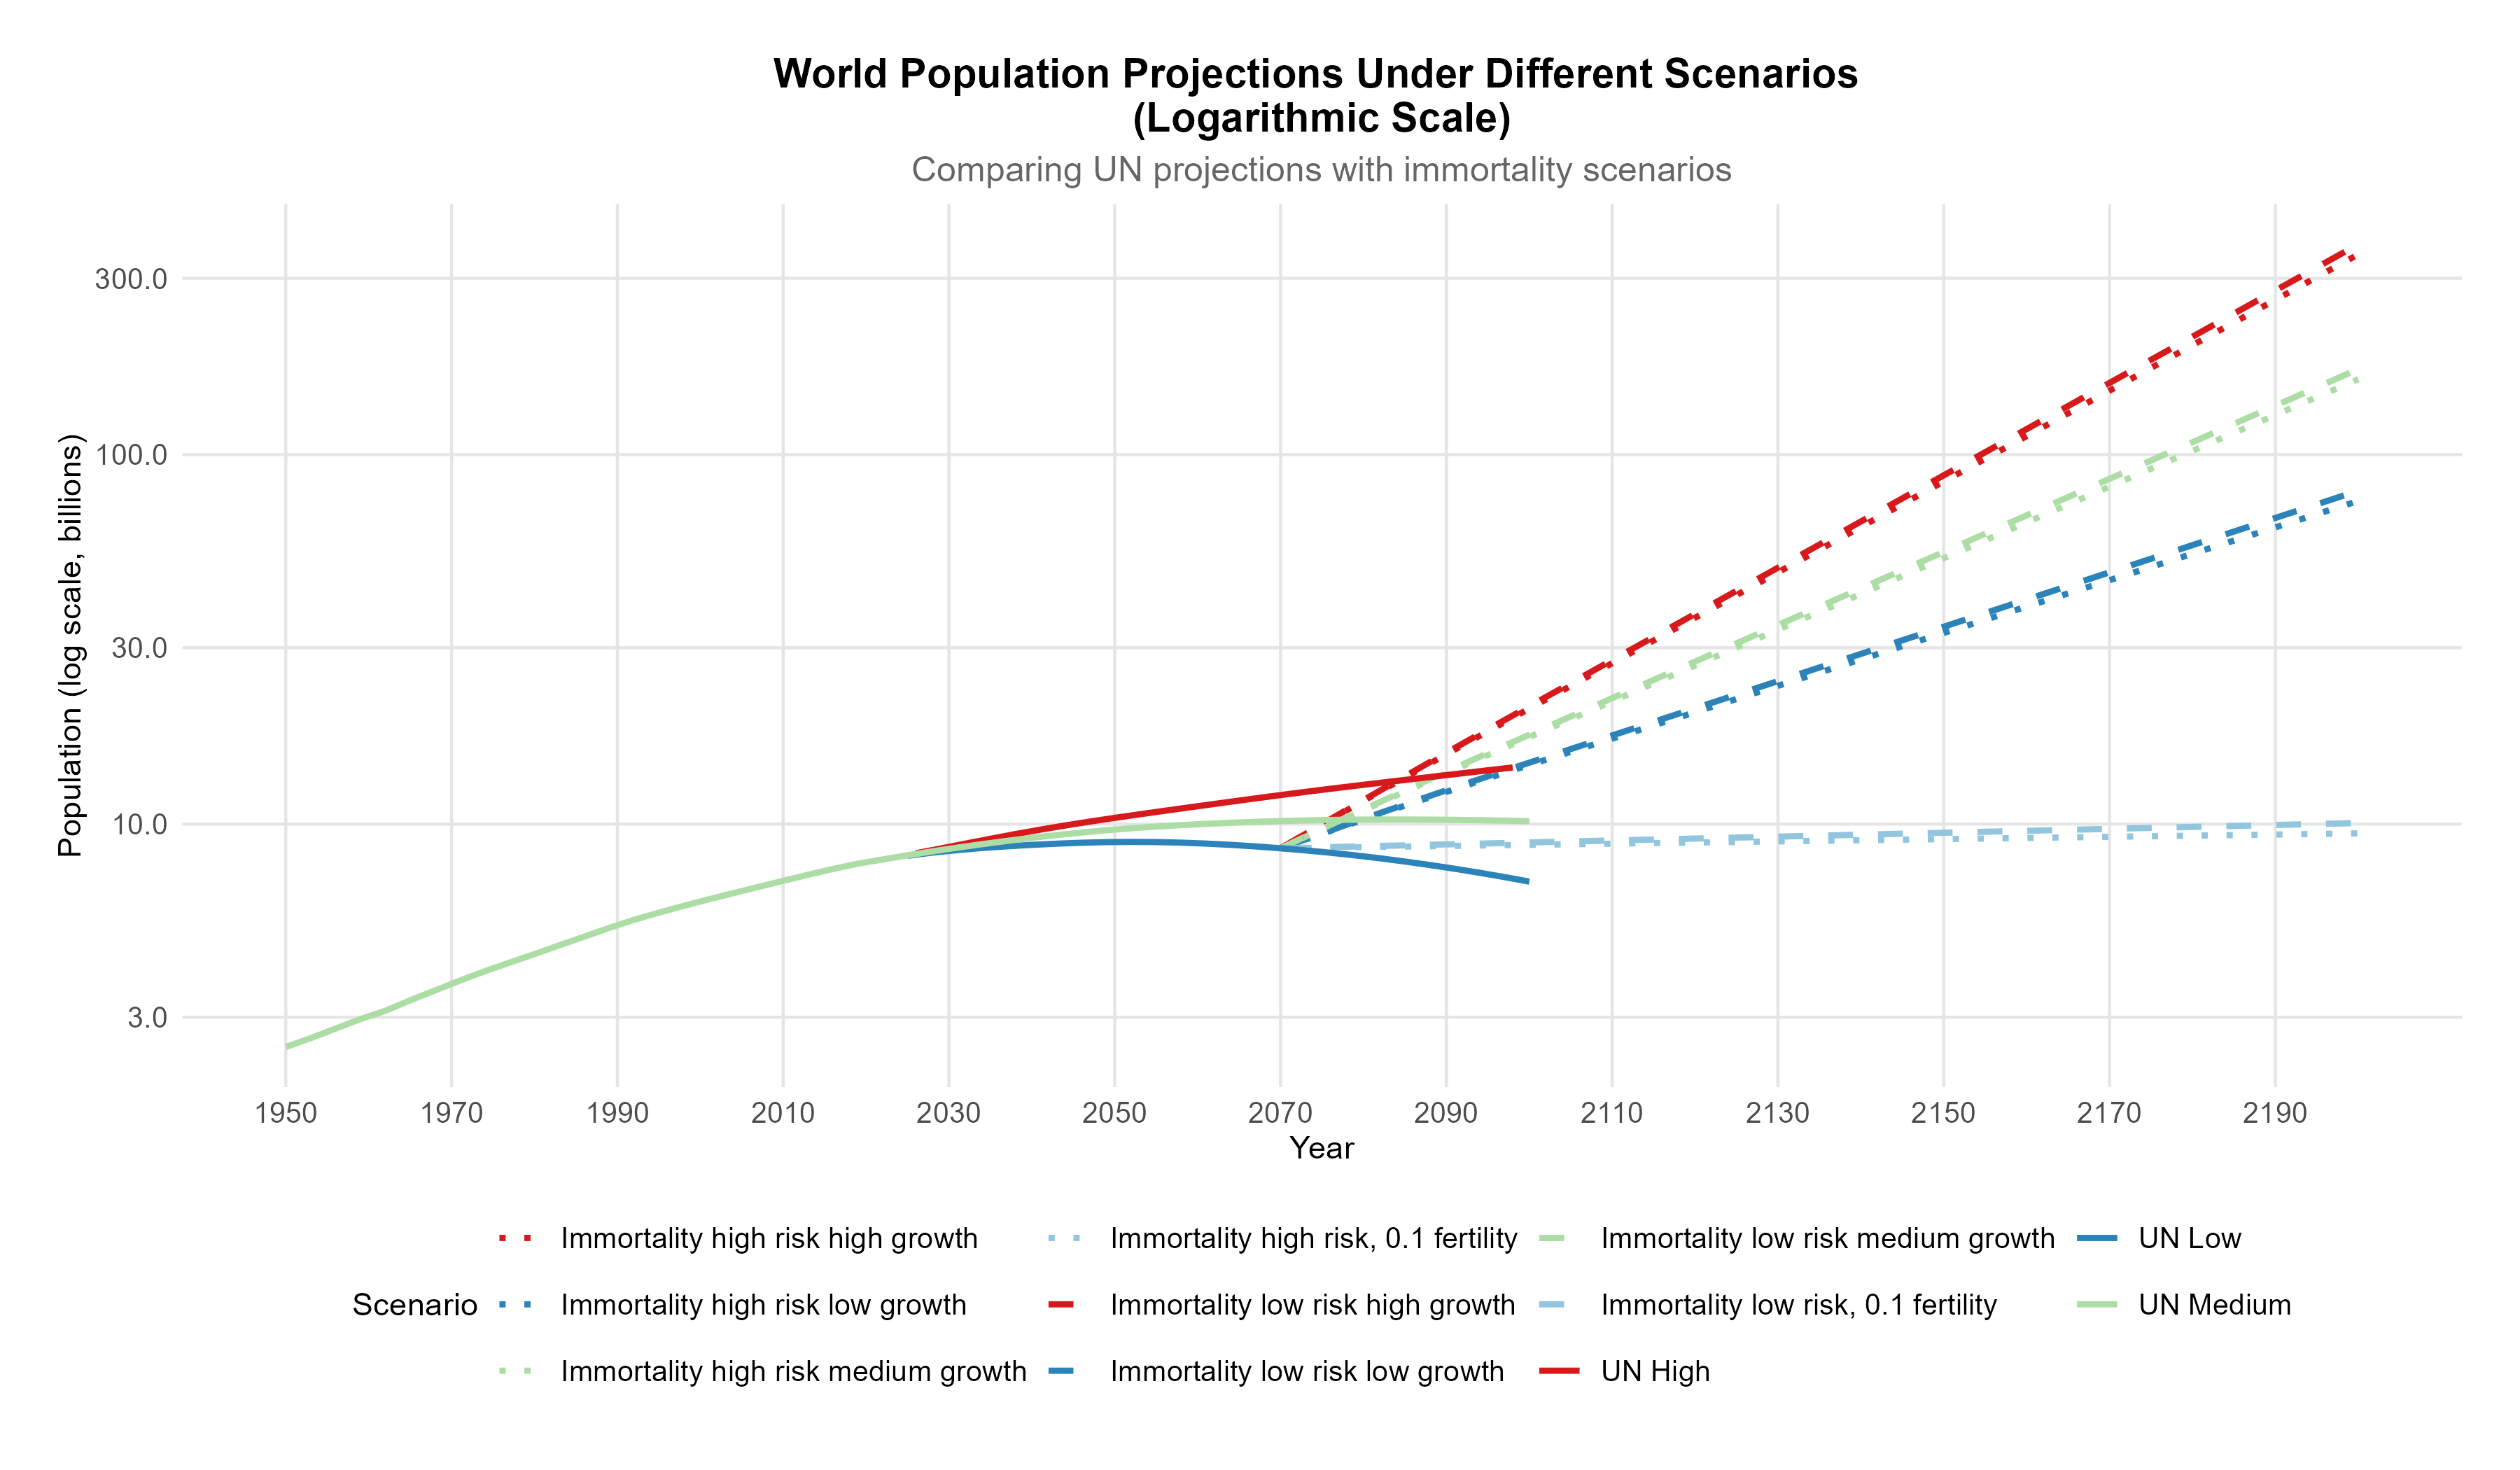 World Population Projections Under Different Scenarios
(Logarithmic Scale)
Comparing UN projections with immortality scenarios
Population (log scale, billions)
300.0
100.0
30.0
10.0
3.0
1950 1970 1990 2010 2030 2050 2070 2090 2110 2130 2150 2170 2190
Year
Scenario
Immortality high risk high growth
Immortality high risk low growth
Immortality high risk medium growth
Immortality high risk, 0.1 fertility
Immortality low risk high growth
Immortality low risk low growth
Immortality low risk medium growth
Immortality low risk, 0.1 fertility
UN High
UN Low
UN Medium